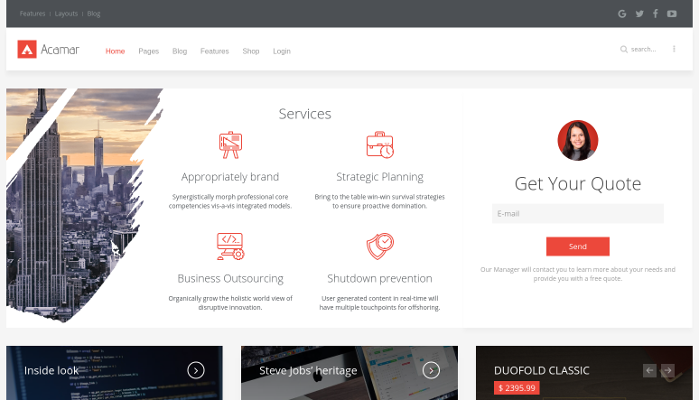 Features | Layouts | Blog
Acamar
Home Pages Blog Features Shop Login
search...
Services
Appropriately brand
Synergistically morph professional core
competencies vis-a-vis integrated models.
Strategic Planning
Bring to the table win-win survival strategies
to ensure proactive domination.
Business Outsourcing
Organically grow the holistic world view of
disruptive innovation.
Shutdown prevention
User generated content in real-time will
have multiple touchpoints for offshoring.
Get Your Quote
E-mail
Send
Our Manager will contact you to learn more about your needs and
provide you with a free quote.
Inside look
Steve Jobs' heritage
DUOFOLD CLASSIC
$ 2395.99